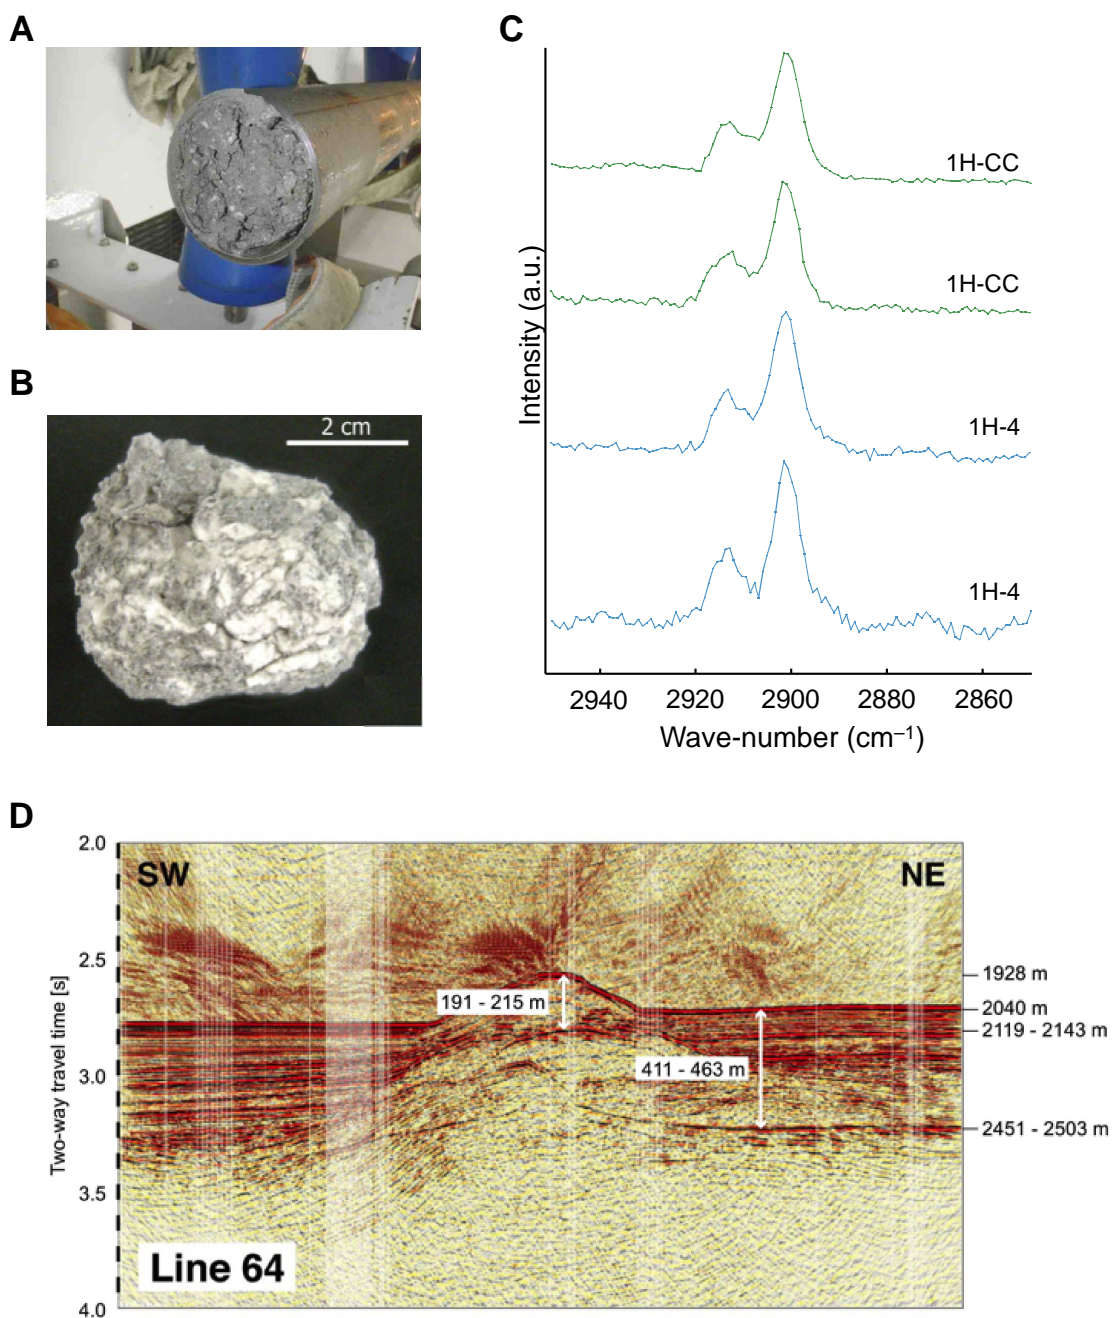 A
C
1H-CC
1H-CC
1H-4
1H-4
Intensity (a.u.)
2940 2920 2900 2880 2860
Wave-number (cm⁻¹)
B
2 cm
D
2.0
2.5
3.0
3.5
4.0
Two-way travel time [s]
SW
NE
191 - 215 m
411 - 463 m
1928 m
2040 m
2119 - 2143 m
2451 - 2503 m
Line 64